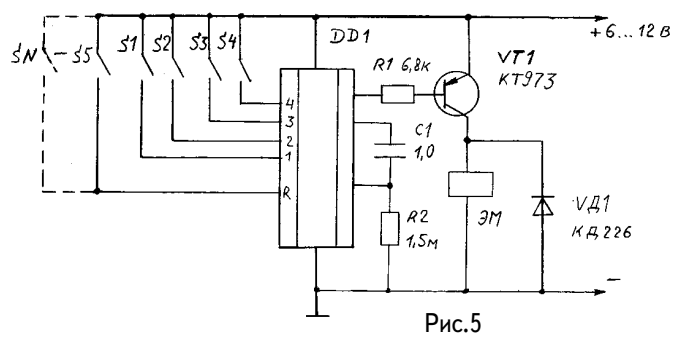 SN
S5
S1
S2
S3
S4
DD1
+6...12 В
R1 6,8к
VT1
КТ973
4
3
2
1
R
C1
1,0
R2
1,5м
ЭМ
VД1
КД226
-
Рис.5